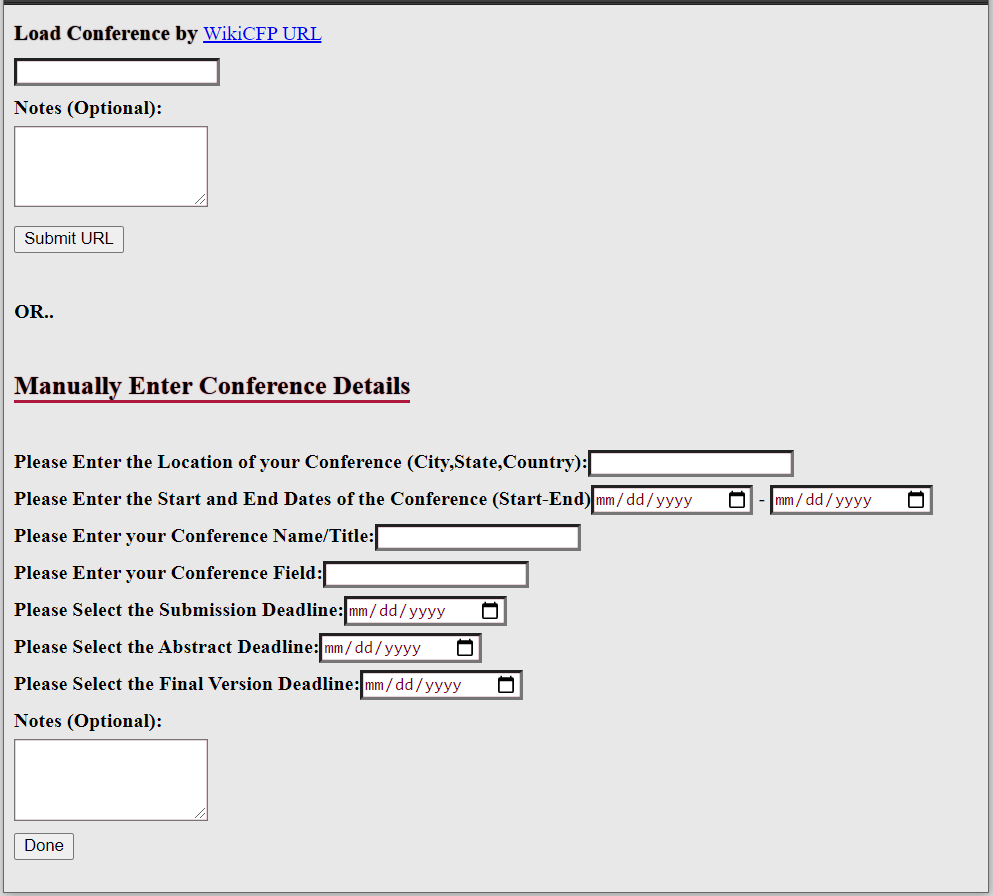 Load Conference by WikiCFP URL
Notes (Optional):
Submit URL
OR..
Manually Enter Conference Details
Please Enter the Location of your Conference (City,State,Country):
Please Enter the Start and End Dates of the Conference (Start-End) mm/dd/yyyy - mm/dd/yyyy
Please Enter your Conference Name/Title:
Please Enter your Conference Field:
Please Select the Submission Deadline: mm/dd/yyyy
Please Select the Abstract Deadline: mm/dd/yyyy
Please Select the Final Version Deadline: mm/dd/yyyy
Notes (Optional):
Done